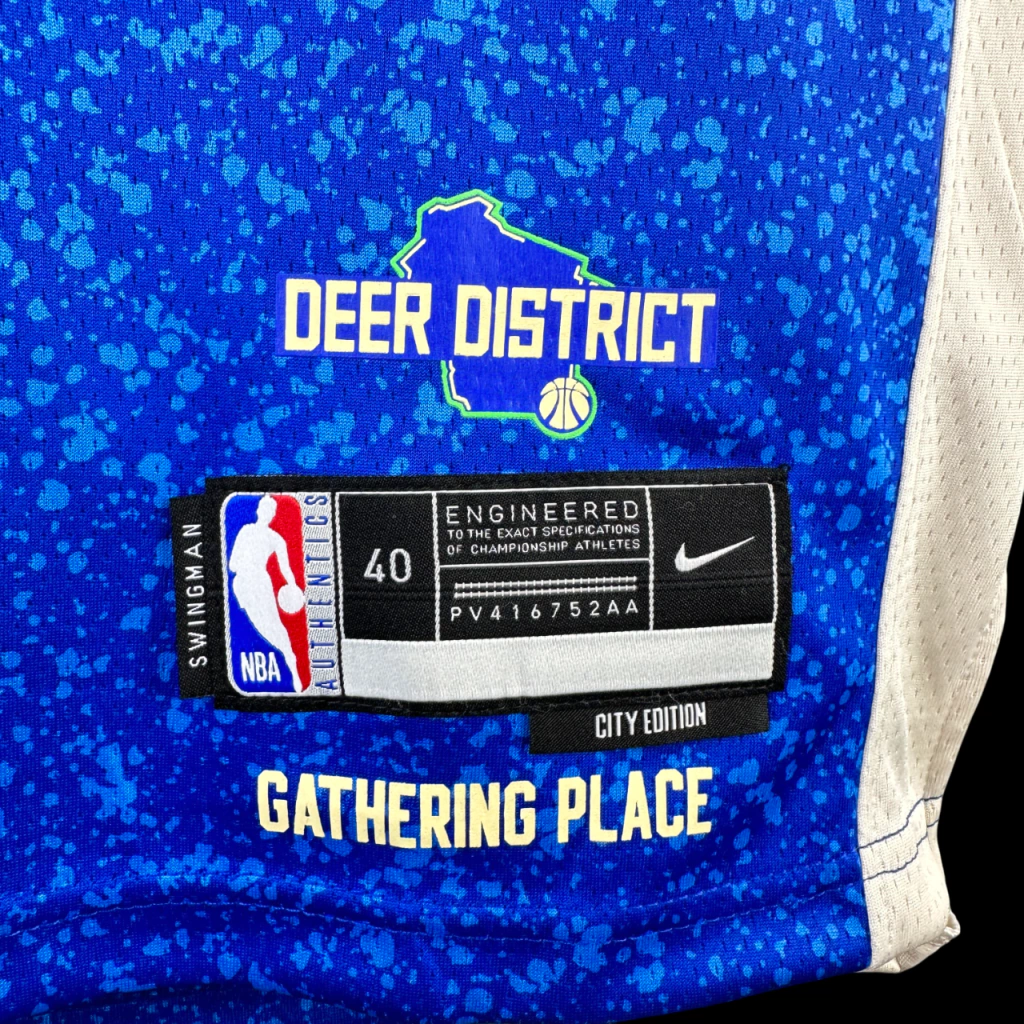 DEER DISTRICT
SWINGMAN
NBA
AUTHENTICS
40
ENGINEERED
TO THE EXACT SPECIFICATIONS
OF CHAMPIONSHIP ATHLETES
PV416752AA
CITY EDITION
GATHERING PLACE